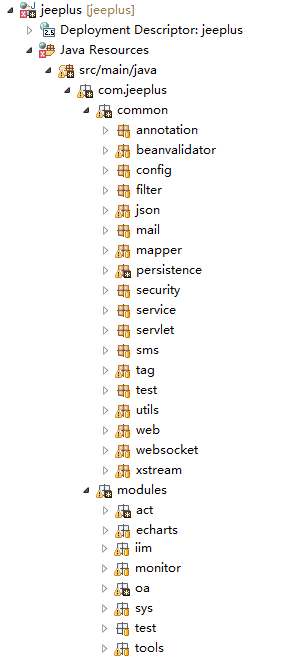 jeeplus [jeeplus]
Deployment Descriptor: jeeplus
Java Resources
src/main/java
com.jeeplus
common
annotation
beanvalidator
config
filter
json
mail
mapper
persistence
security
service
servlet
sms
tag
test
utils
web
websocket
xstream
modules
act
echarts
iim
monitor
oa
sys
test
tools